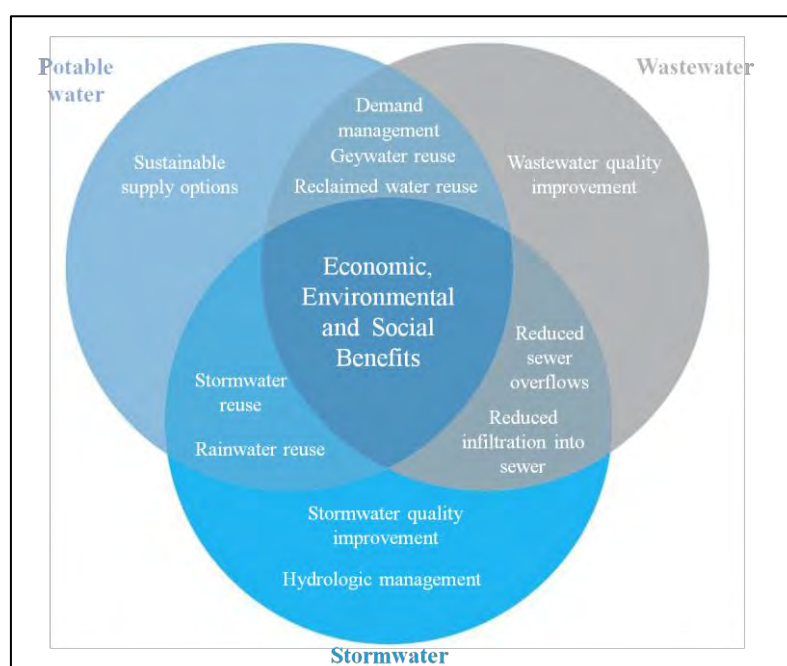 Potable
water
Wastewater
Demand
management
Geywater reuse
Reclaimed water reuse
Sustainable
supply options
Wastewater quality
improvement
Economic,
Environmental
and Social
Benefits
Reduced
sewer
overflows
Stormwater
reuse
Reduced
infiltration into
sewer
Rainwater reuse
Stormwater quality
improvement
Hydrologic management
Stormwater